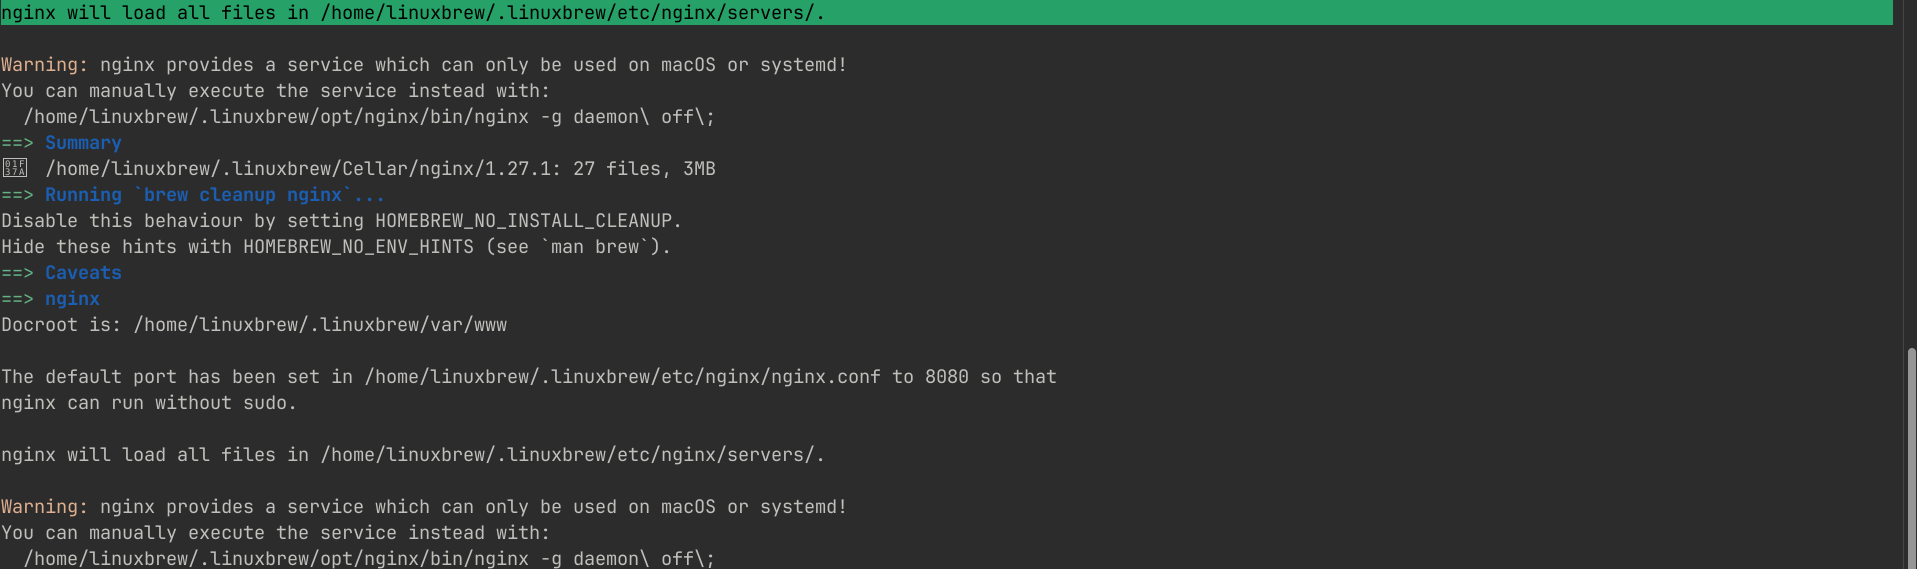 nginx will load all files in /home/linuxbrew/.linuxbrew/etc/nginx/servers/.
Warning: nginx provides a service which can only be used on macOS or systemd!
You can manually execute the service instead with:
  /home/linuxbrew/.linuxbrew/opt/nginx/bin/nginx -g daemon\ off\;
==> Summary
01F37A /home/linuxbrew/.linuxbrew/Cellar/nginx/1.27.1: 27 files, 3MB
==> Running `brew cleanup nginx`...
Disable this behaviour by setting HOMEBREW_NO_INSTALL_CLEANUP.
Hide these hints with HOMEBREW_NO_ENV_HINTS (see `man brew`).
==> Caveats
==> nginx
Docroot is: /home/linuxbrew/.linuxbrew/var/www
The default port has been set in /home/linuxbrew/.linuxbrew/etc/nginx/nginx.conf to 8080 so that
nginx can run without sudo.
nginx will load all files in /home/linuxbrew/.linuxbrew/etc/nginx/servers/.
Warning: nginx provides a service which can only be used on macOS or systemd!
You can manually execute the service instead with:
  /home/linuxbrew/.linuxbrew/opt/nginx/bin/nginx -g daemon\ off\;